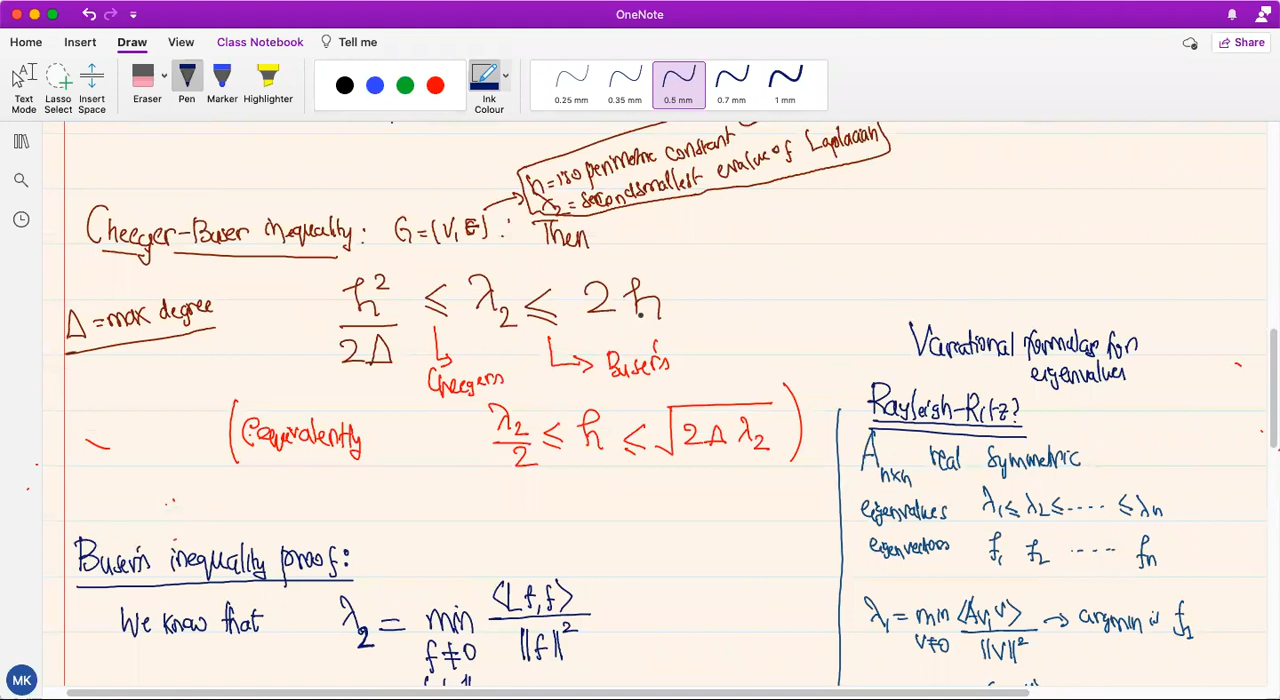 OneNote
Home Insert Draw View Class Notebook Tell me
Share
Text Mode
Lasso Select
Insert Space
Eraser
Pen
Marker
Highlighter
Ink Colour
0.25 mm
0.35 mm
0.5 mm
0.7 mm
1 mm
h = isoperimetric constant
λ₂ = second smallest evalue of Laplacian
Cheeger-Buser inequality: G = (V, E): Then
h²/2Δ ≤ λ₂ ≤ 2h
Δ = max degree
Cheegers
Buser's
(equivalently λ₂/2 ≤ h ≤ √(2Δ λ₂))
Buser's inequality proof:
We know that λ₂ = min f≠0 <Lf, f>/||f||²
Variational formulas for
eigenvalues
Rayleigh-Ritz?
A n×n real symmetric
eigenvalues λ₁ ≤ λ₂ ≤ ---- ≤ λn
eigenvectors f₁ f₂ ---- fn
λ₁ = min v≠0 <Av, v>/||v||² → argmin is f₁
MK